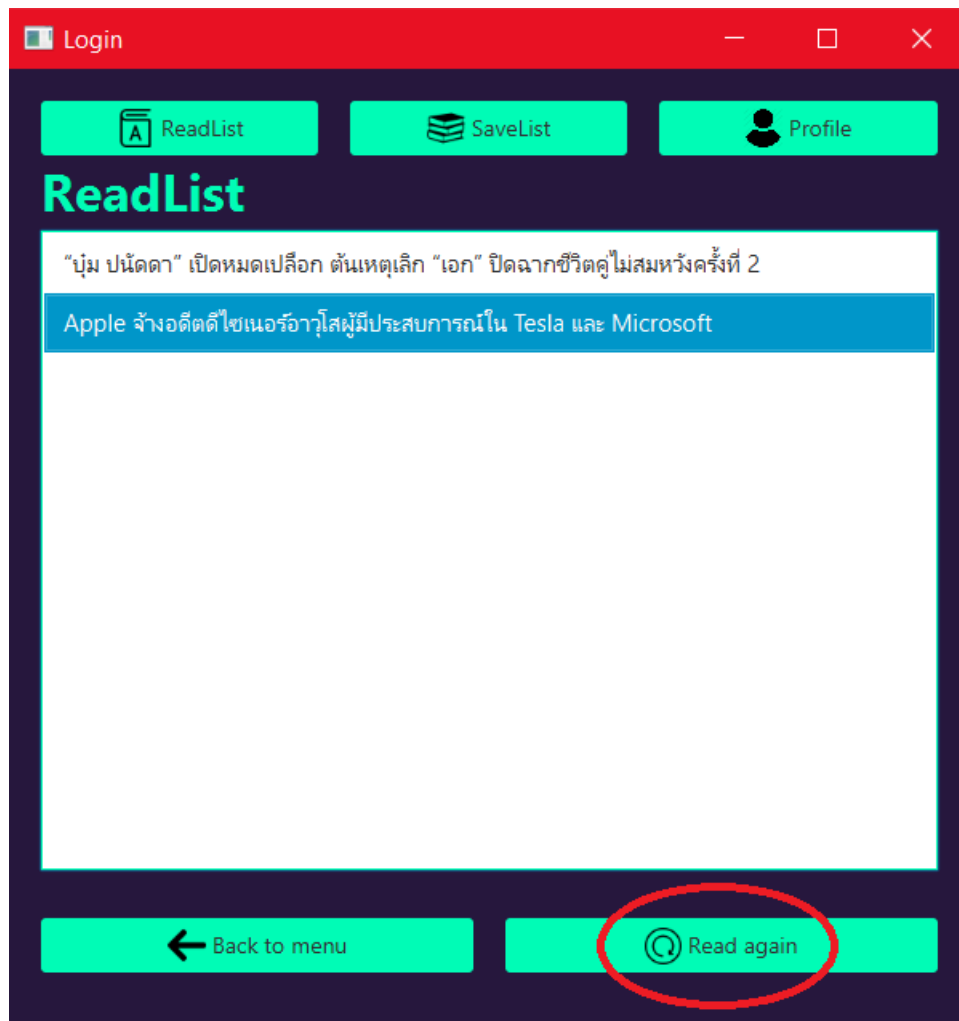 Login
ReadList
SaveList
Profile
ReadList
“บุ๋ม ปนัดดา” เปิดหมดเปลือก ต้นเหตุเลิก “เอก” ปิดฉากชีวิตคู่ไม่สมหวังครั้งที่ 2
Apple จ้างอดีตดีไซเนอร์อาวุโสผู้มีประสบการณ์ใน Tesla และ Microsoft
Back to menu
Read again